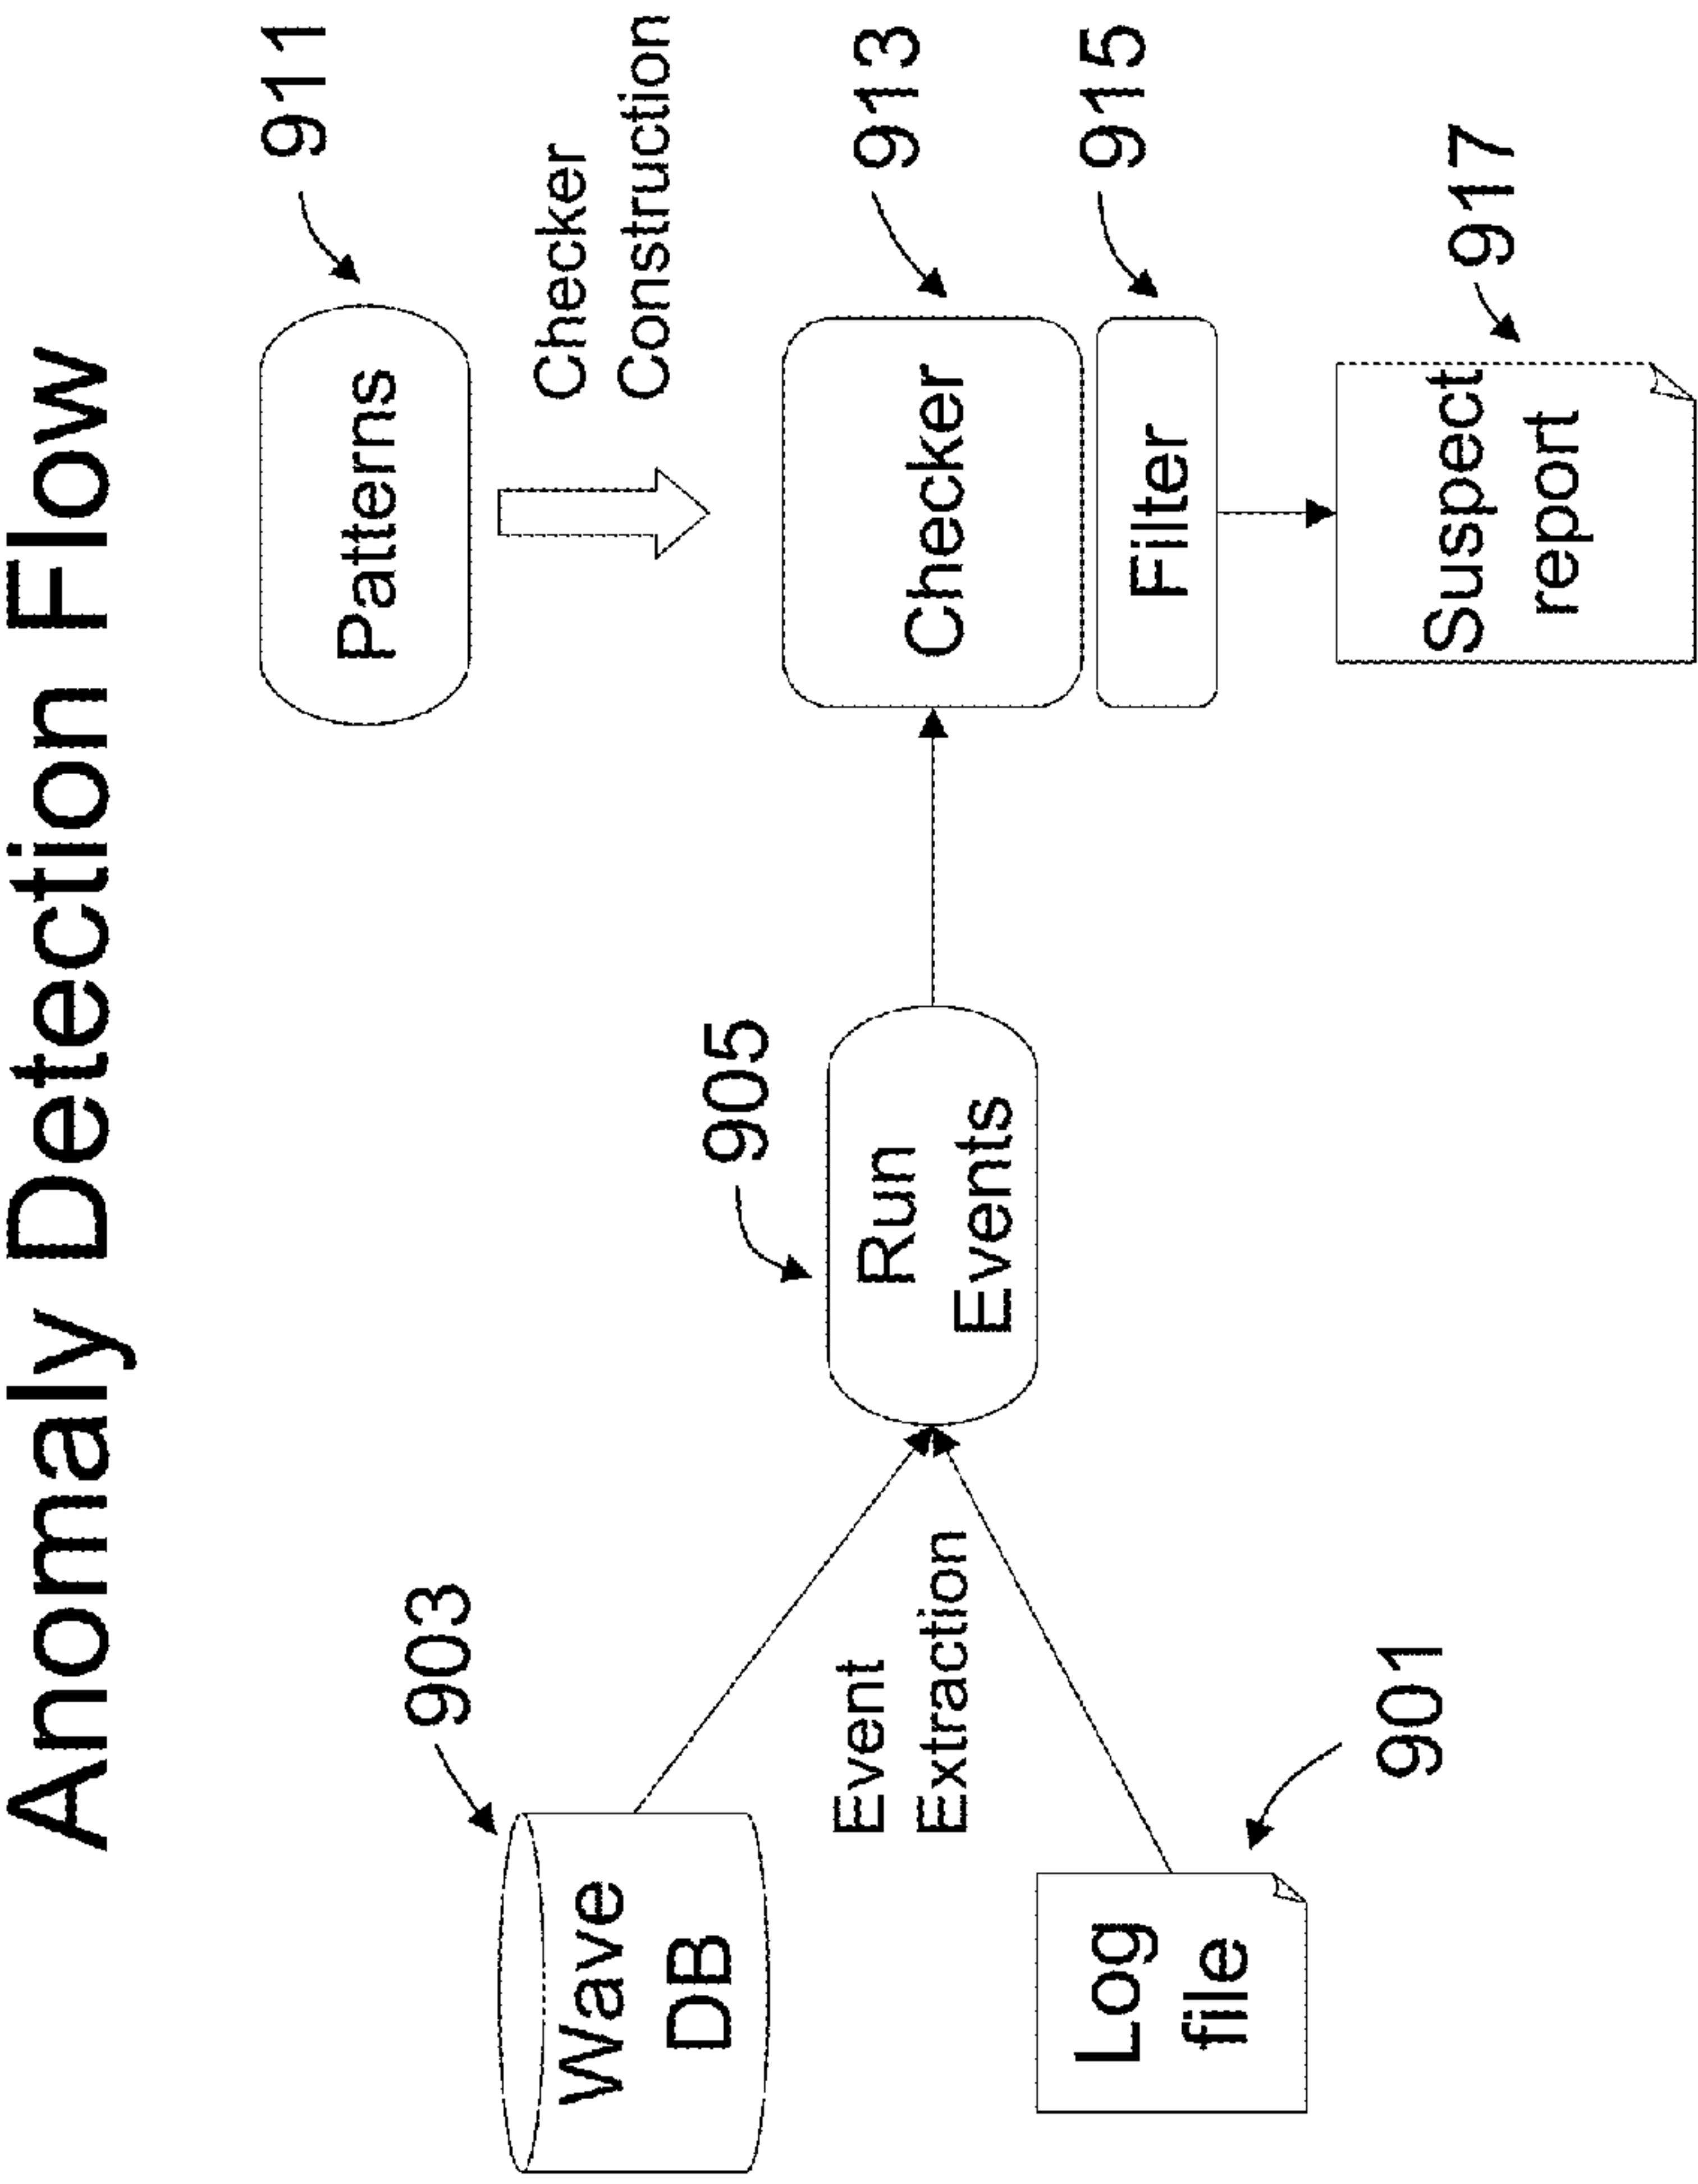 Anomaly Detection Flow
911
Patterns
Checker
Construction
903
Wave
DB
905
Run
Events
913
Checker
915
Filter
Event
Extraction
Log
file
901
917
Suspect
report